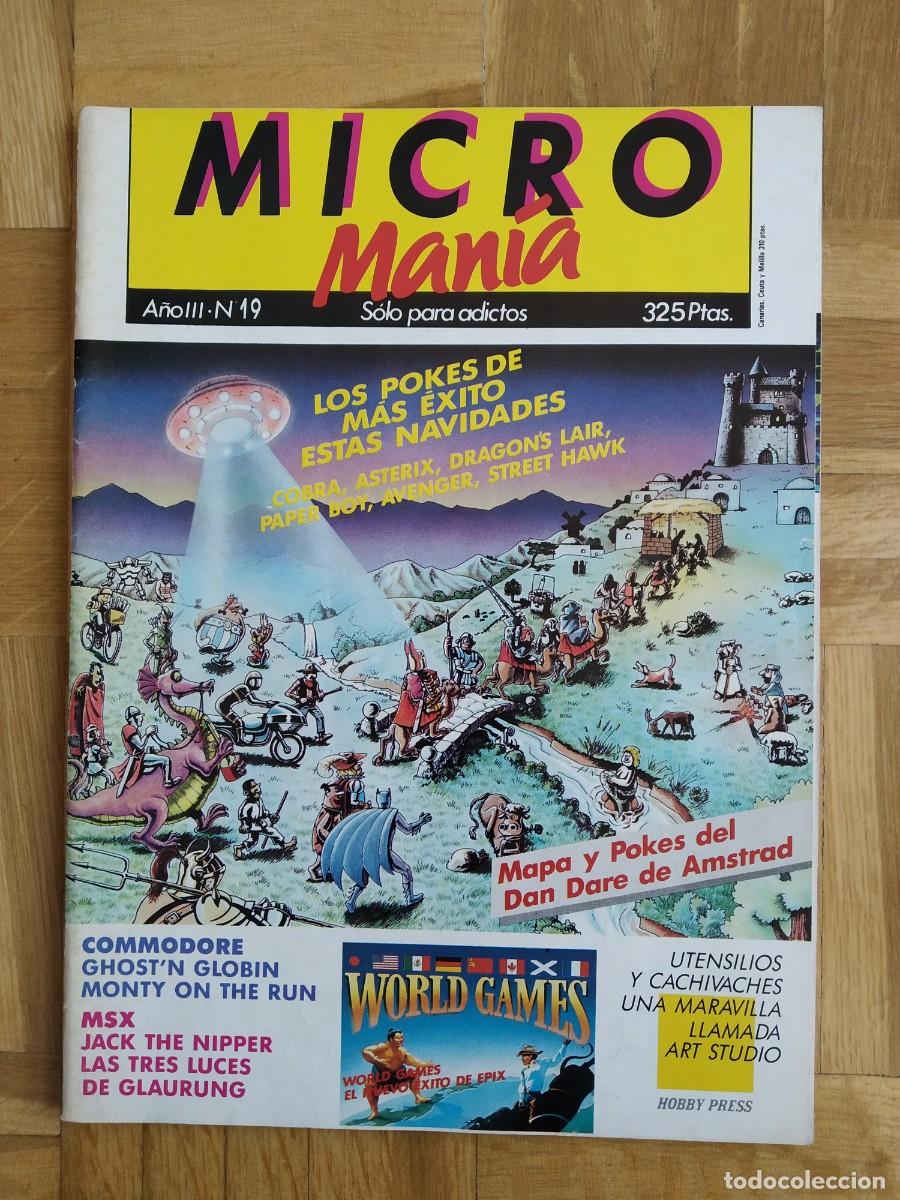 MICRO
Manía
Año III · Nº 19
Sólo para adictos
325 Ptas.
Canarias, Ceuta y Melilla 310 ptas.
LOS POKES DE
MÁS ÉXITO
ESTAS NAVIDADES
COBRA, ASTERIX, DRAGON'S LAIR,
PAPER BOY, AVENGER, STREET HAWK
Mapa y Pokes del
Dan Dare de Amstrad
COMMODORE
GHOST'N GLOBIN
MONTY ON THE RUN
MSX
JACK THE NIPPER
LAS TRES LUCES
DE GLAURUNG
WORLD GAMES
WORLD GAMES
EL NUEVO ÉXITO DE EPIX
UTENSILIOS
Y CACHIVACHES
UNA MARAVILLA
LLAMADA
ART STUDIO
HOBBY PRESS
todocoleccion